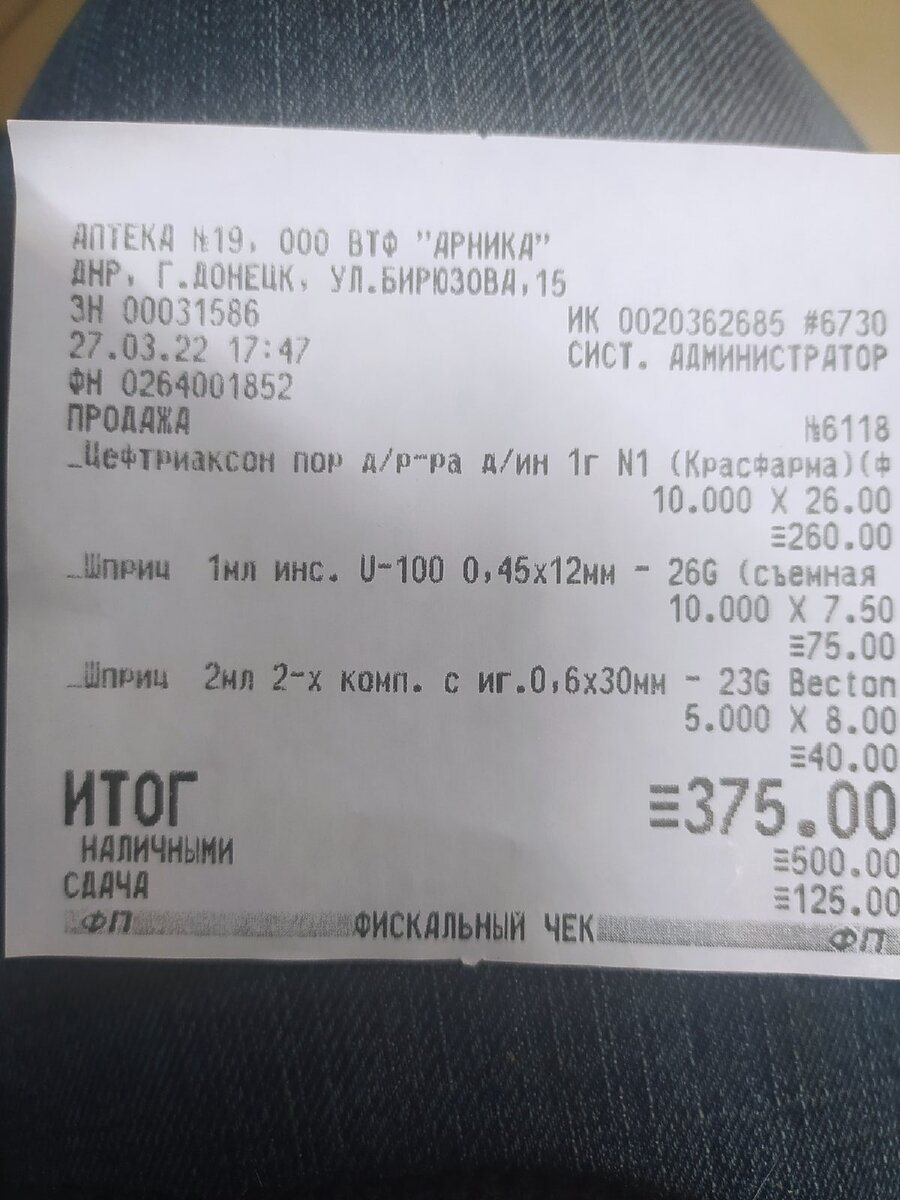 АПТЕКА №19, ООО ВТФ "АРНИКА"
ДНР, Г.ДОНЕЦК, УЛ.БИРЮЗОВА,15
ЗН 00031586
ИК 0020362685 #6730
27.03.22 17:47
СИСТ. АДМИНИСТРАТОР
ФН 0264001852
ПРОДАЖА №6118
_Цефтриаксон пор д/р-ра д/ин 1г N1 (Красфарма)(Ф
10.000 X 26.00
≡260.00
_Шприц 1мл инс. U-100 0,45х12мм - 26G (съемная
10.000 X 7.50
≡75.00
_Шприц 2мл 2-х комп. с иг.0,6х30мм - 23G Becton
5.000 X 8.00
≡40.00
ИТОГ ≡375.00
НАЛИЧНЫМИ ≡500.00
СДАЧА ≡125.00
ФП ФИСКАЛЬНЫЙ ЧЕК ФП